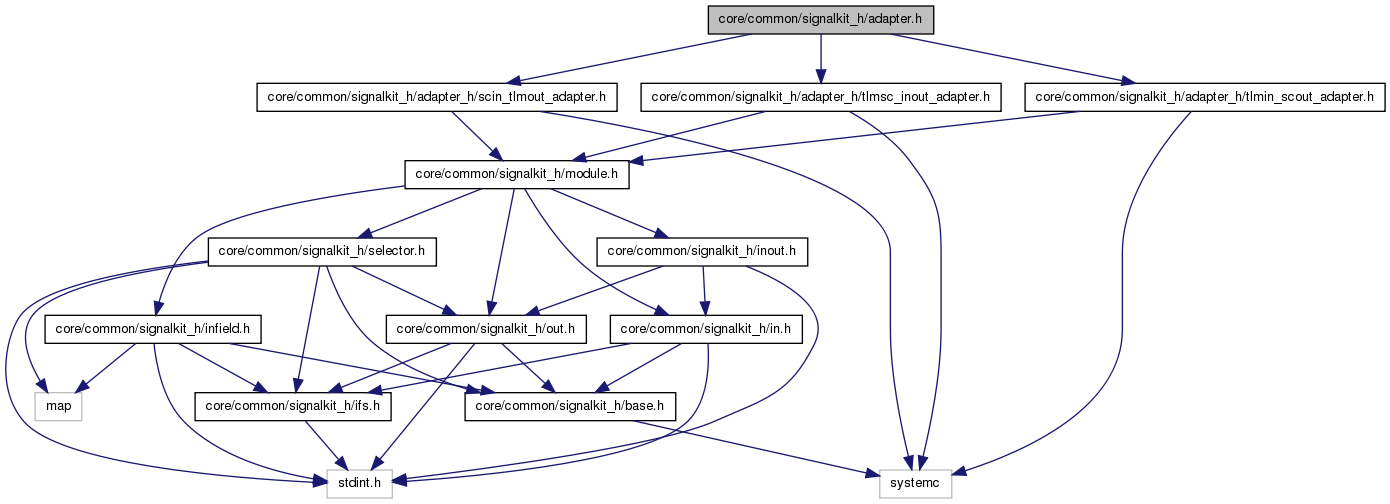 core/common/signalkit_h/adapter.h
core/common/signalkit_h/adapter_h/scin_tlmout_adapter.h
core/common/signalkit_h/adapter_h/tlmsc_inout_adapter.h
core/common/signalkit_h/adapter_h/tlmin_scout_adapter.h
core/common/signalkit_h/module.h
core/common/signalkit_h/selector.h
core/common/signalkit_h/inout.h
core/common/signalkit_h/infield.h
core/common/signalkit_h/out.h
core/common/signalkit_h/in.h
map
core/common/signalkit_h/ifs.h
core/common/signalkit_h/base.h
stdint.h
systemc